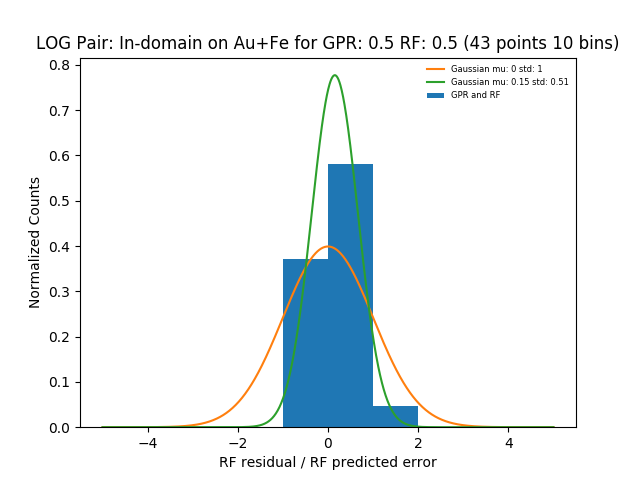 LOG Pair: In-domain on Au+Fe for GPR: 0.5 RF: 0.5 (43 points 10 bins)
Gaussian mu: 0 std: 1
Gaussian mu: 0.15 std: 0.51
GPR and RF
Normalized Counts
0.8
0.7
0.6
0.5
0.4
0.3
0.2
0.1
0.0
−4 −2 0 2 4
RF residual / RF predicted error